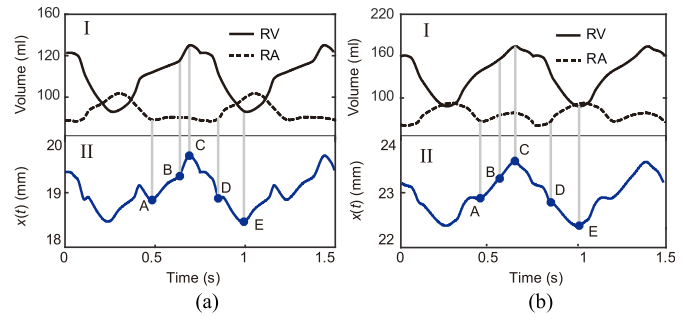 160
I
RV
RA
120
100
Volume (ml)
20
II
19
18
x(t) (mm)
A
B
C
D
E
0
0.5
1
1.5
Time (s)
(a)
220
I
RV
RA
160
100
Volume (ml)
24
II
23
22
x(t) (mm)
A
B
C
D
E
0
0.5
1
1.5
Time (s)
(b)